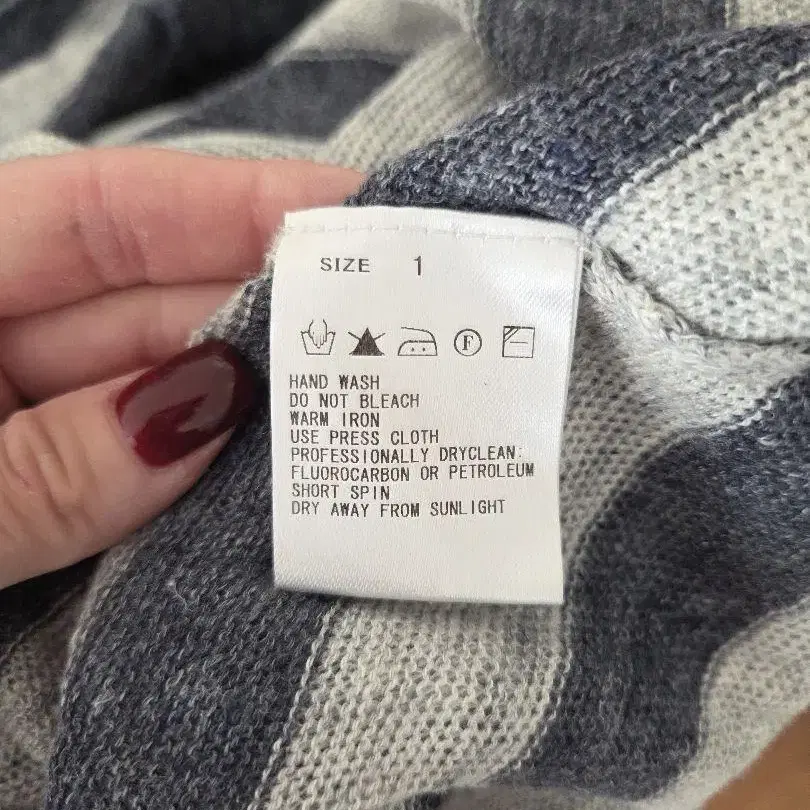 SIZE 1
F
HAND WASH
DO NOT BLEACH
WARM IRON
USE PRESS CLOTH
PROFESSIONALLY DRYCLEAN:
FLUOROCARBON OR PETROLEUM
SHORT SPIN
DRY AWAY FROM SUNLIGHT